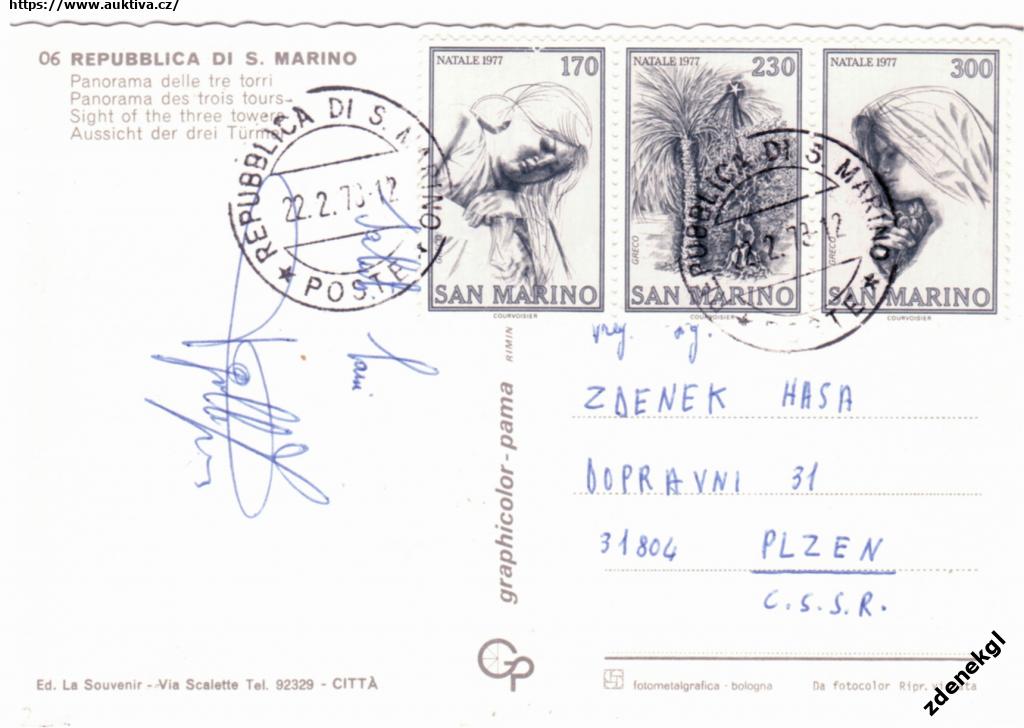 https://www.auktiva.cz/
06 REPUBBLICA DI S. MARINO
Panorama delle tre torri
Panorama des trois tours
Sight of the three towers
Aussicht der drei Türme
REPUBBLICA DI S. MARINO
22.2.78-12
★ POSTE ★
NATALE 1977 170
SAN MARINO
COURVOISIER
NATALE 1977 230
GRECO
SAN MARINO
COURVOISIER
NATALE 1977 300
GRECO
SAN MARINO
COURVOISIER
REPUBBLICA DI S. MARINO
22.2.78-12
★ POSTE ★
graphicolor - pama RIMIN
ZDENEK HASA
DOPRAVNI 31
31804 PLZEN
C.S.S.R.
GP
Ed. La Souvenir - Via Scalette Tel. 92329 - CITTÀ
fotometalgrafica - bologna
Da fotocolor Ripr. vietata
zdenekgl